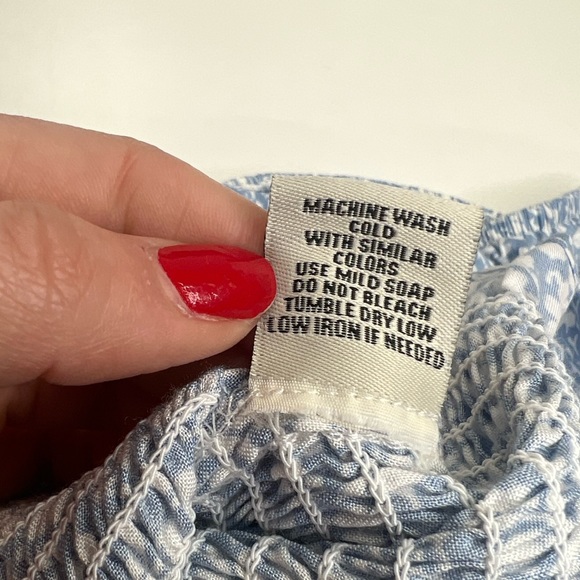 MACHINE WASH
COLD
WITH SIMILAR
COLORS
USE MILD SOAP
DO NOT BLEACH
TUMBLE DRY LOW
LOW IRON IF NEEDED